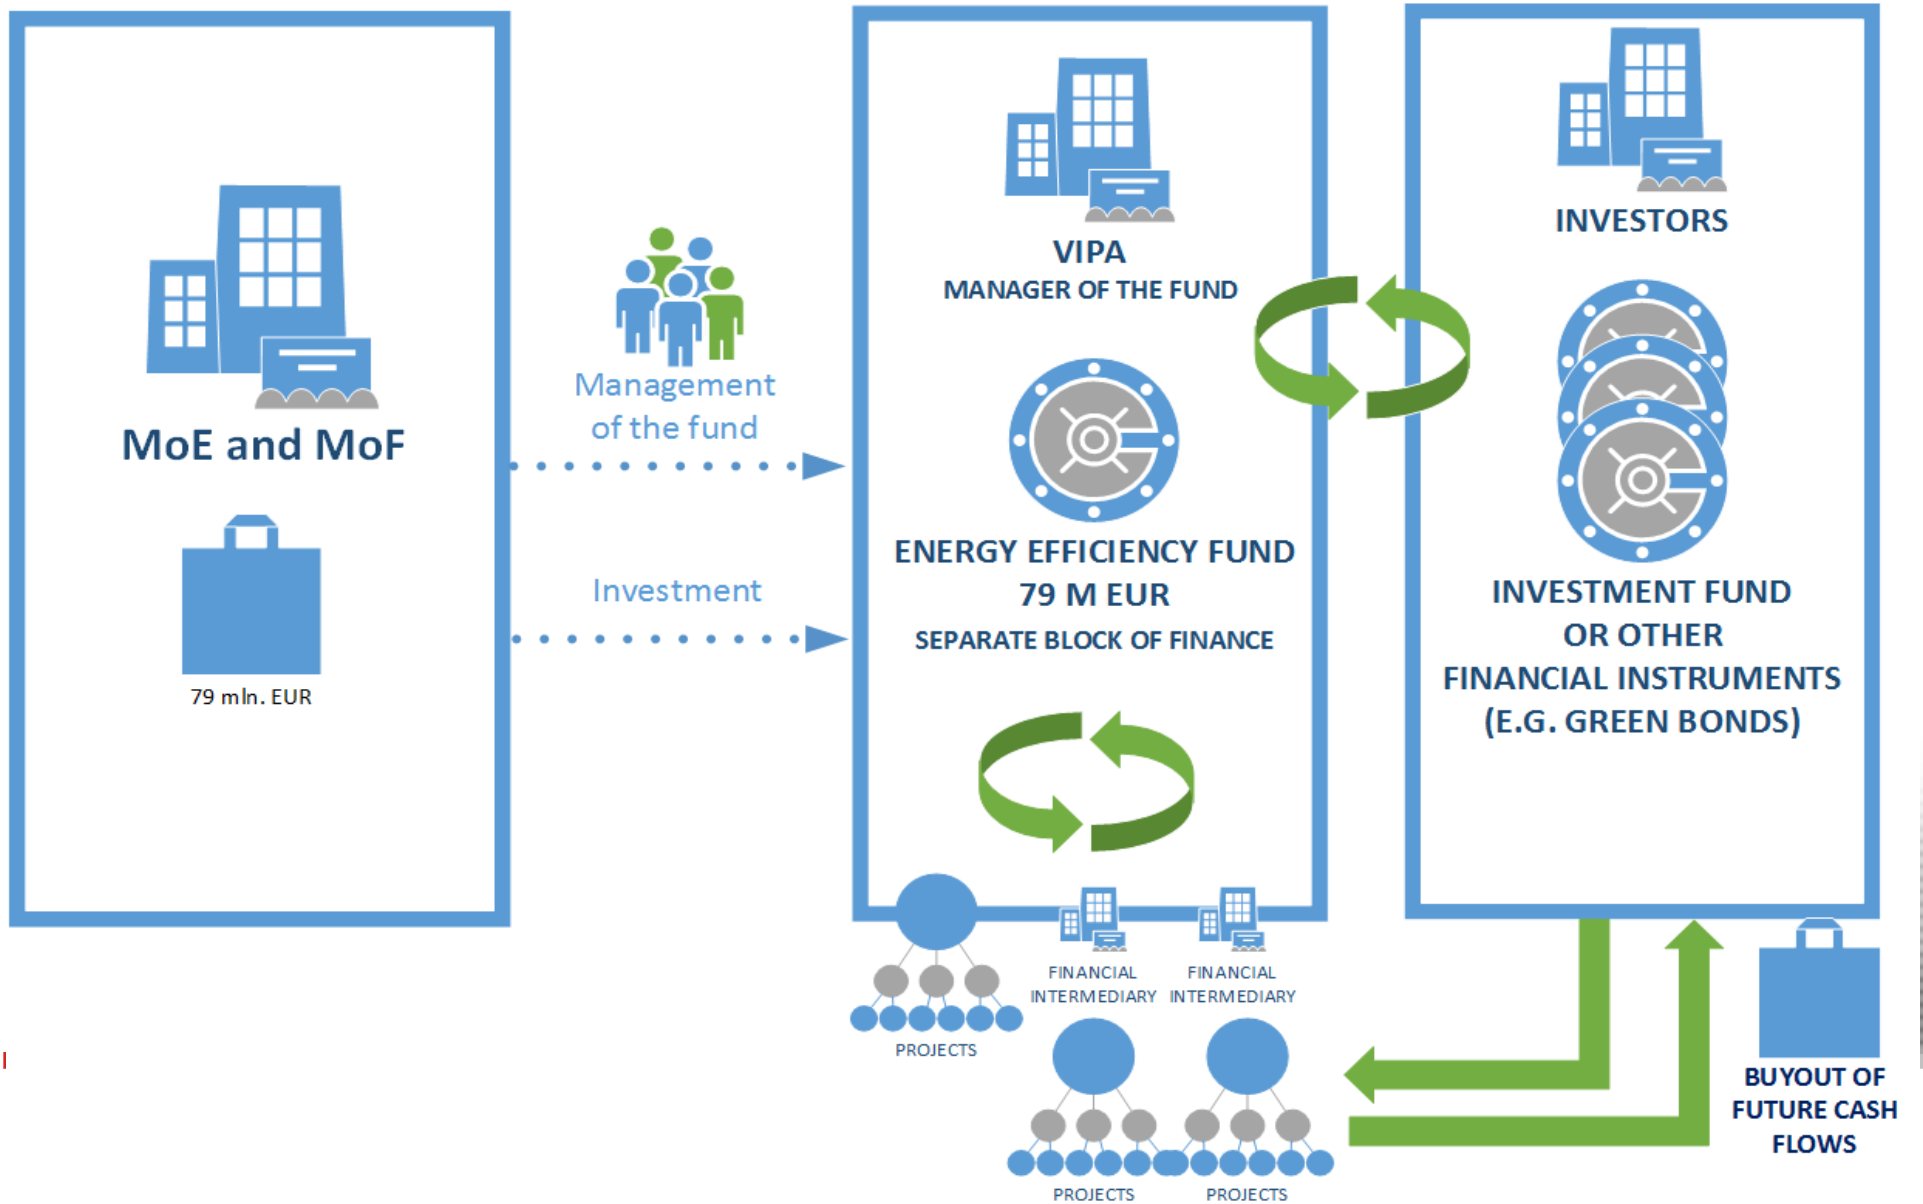 MoE and MoF
79 mln. EUR
Management
of the fund
Investment
VIPA
MANAGER OF THE FUND
ENERGY EFFICIENCY FUND
79 M EUR
SEPARATE BLOCK OF FINANCE
INVESTORS
INVESTMENT FUND
OR OTHER
FINANCIAL INSTRUMENTS
(E.G. GREEN BONDS)
PROJECTS
FINANCIAL
INTERMEDIARY
FINANCIAL
INTERMEDIARY
PROJECTS
PROJECTS
BUYOUT OF
FUTURE CASH
FLOWS